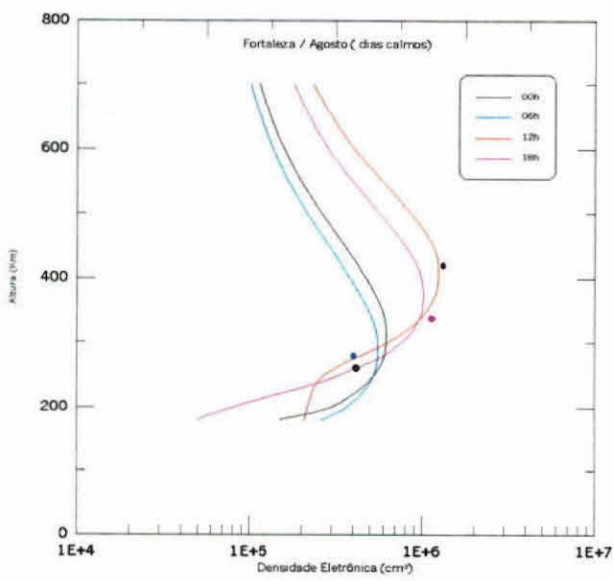 800
Fortaleza / Agosto ( dias calmos)
00h
06h
12h
18h
600
400
200
0
Altura (Km)
1E+4
1E+5
1E+6
1E+7
Densidade Eletrônica (cm³)